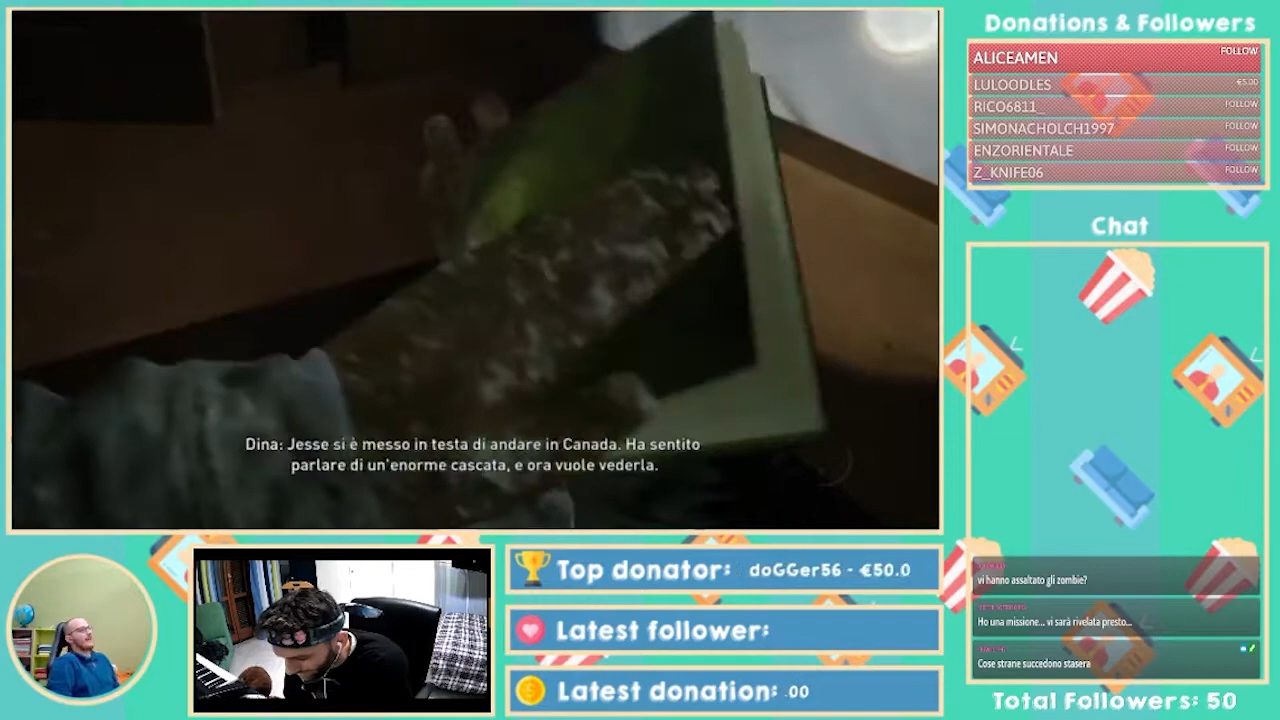 Donations & Followers
ALICEAMEN FOLLOW
LULOODLES €5.00
RICO6811_ FOLLOW
SIMONACHOLCH1997 FOLLOW
ENZORIENTALE FOLLOW
Z_KNIFE06 FOLLOW
Chat
Dina: Jesse si è messo in testa di andare in Canada. Ha sentito
parlare di un'enorme cascata, e ora vuole vederla.
vi hanno assaltato gli zombie?
Ho una missione... vi sarà rivelata presto...
Cose strane succedono stasera
Top donator: doGGer56 - €50.0
Latest follower:
Latest donation: .00
Total Followers: 50